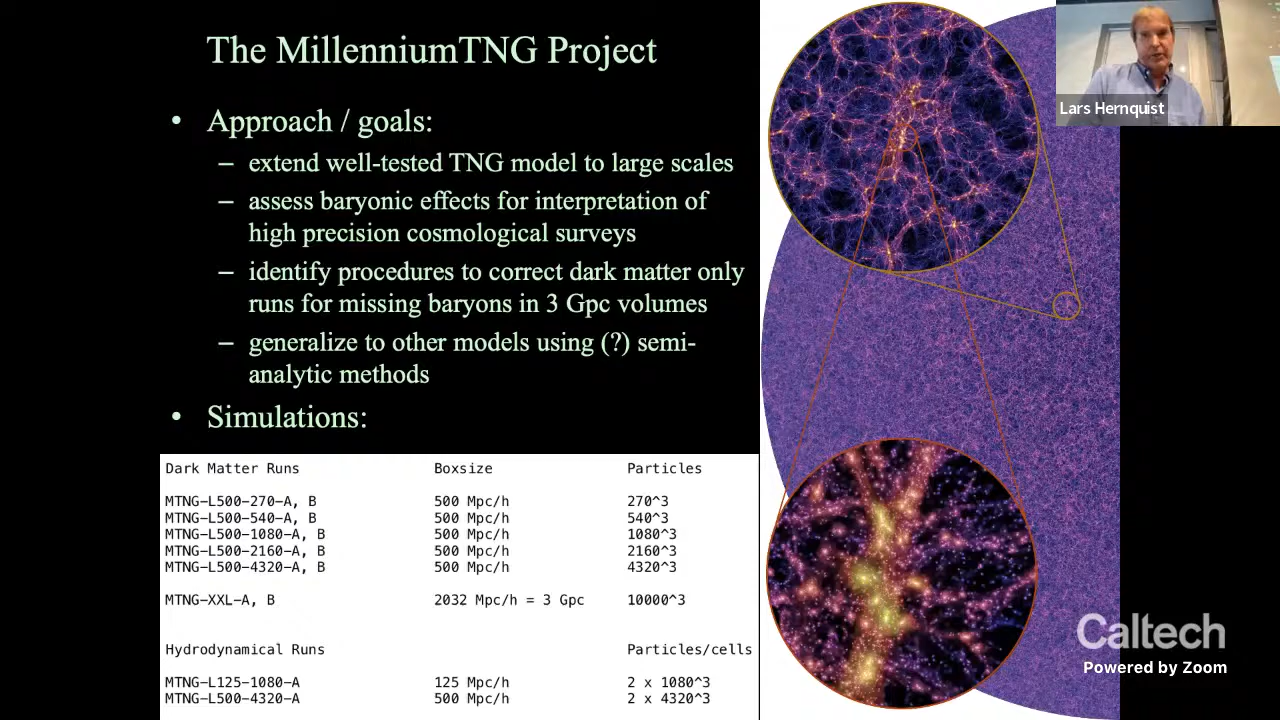 The MillenniumTNG Project
• Approach / goals:
– extend well-tested TNG model to large scales
– assess baryonic effects for interpretation of
high precision cosmological surveys
– identify procedures to correct dark matter only
runs for missing baryons in 3 Gpc volumes
– generalize to other models using (?) semi-
analytic methods
• Simulations:
Dark Matter Runs Boxsize Particles
MTNG-L500-270-A, B 500 Mpc/h 270^3
MTNG-L500-540-A, B 500 Mpc/h 540^3
MTNG-L500-1080-A, B 500 Mpc/h 1080^3
MTNG-L500-2160-A, B 500 Mpc/h 2160^3
MTNG-L500-4320-A, B 500 Mpc/h 4320^3
MTNG-XXL-A, B 2032 Mpc/h = 3 Gpc 10000^3
Hydrodynamical Runs Particles/cells
MTNG-L125-1080-A 125 Mpc/h 2 x 1080^3
MTNG-L500-4320-A 500 Mpc/h 2 x 4320^3
Lars Hernquist
Caltech
Powered by Zoom